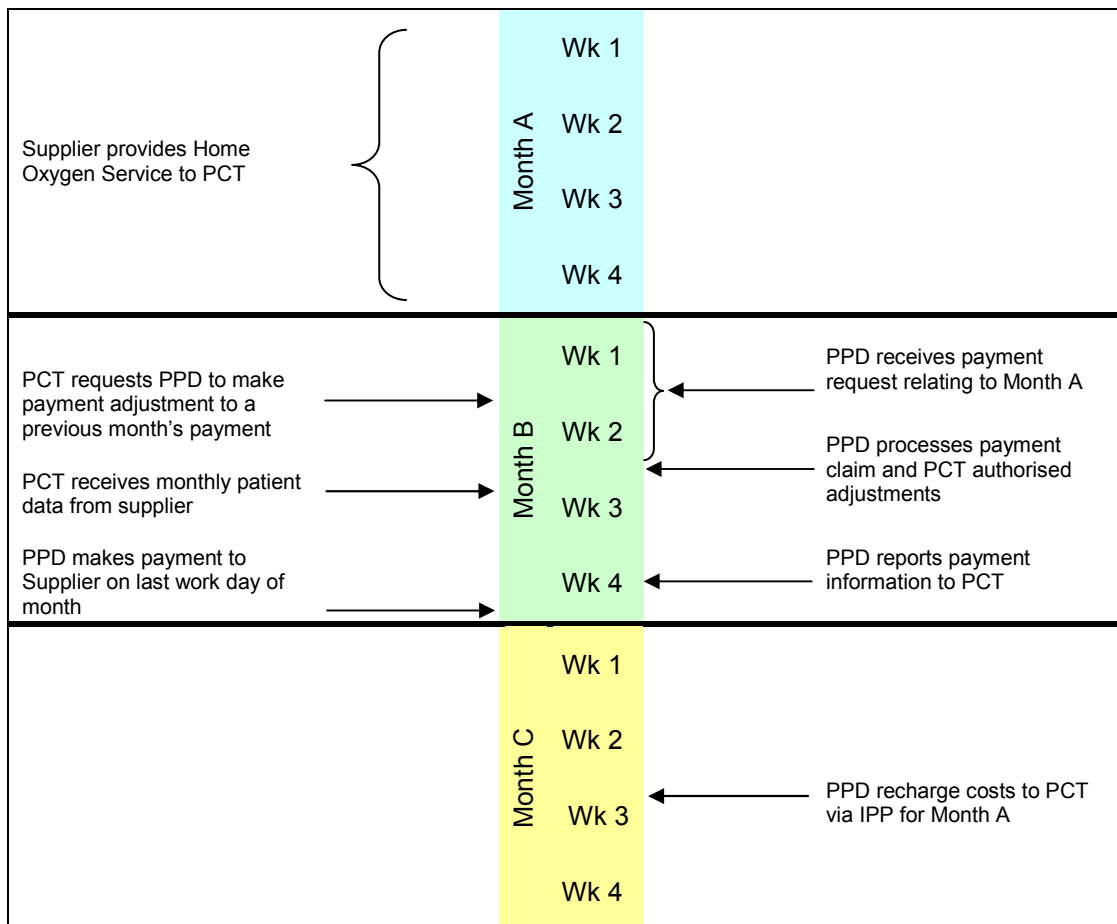 Supplier provides Home
Oxygen Service to PCT
Month A
Wk 1
Wk 2
Wk 3
Wk 4
PCT requests PPD to make
payment adjustment to a
previous month's payment
PCT receives monthly patient
data from supplier
PPD makes payment to
Supplier on last work day of
month
Month B
Wk 1
Wk 2
Wk 3
Wk 4
PPD receives payment
request relating to Month A
PPD processes payment
claim and PCT authorised
adjustments
PPD reports payment
information to PCT
Month C
Wk 1
Wk 2
Wk 3
Wk 4
PPD recharge costs to PCT
via IPP for Month A